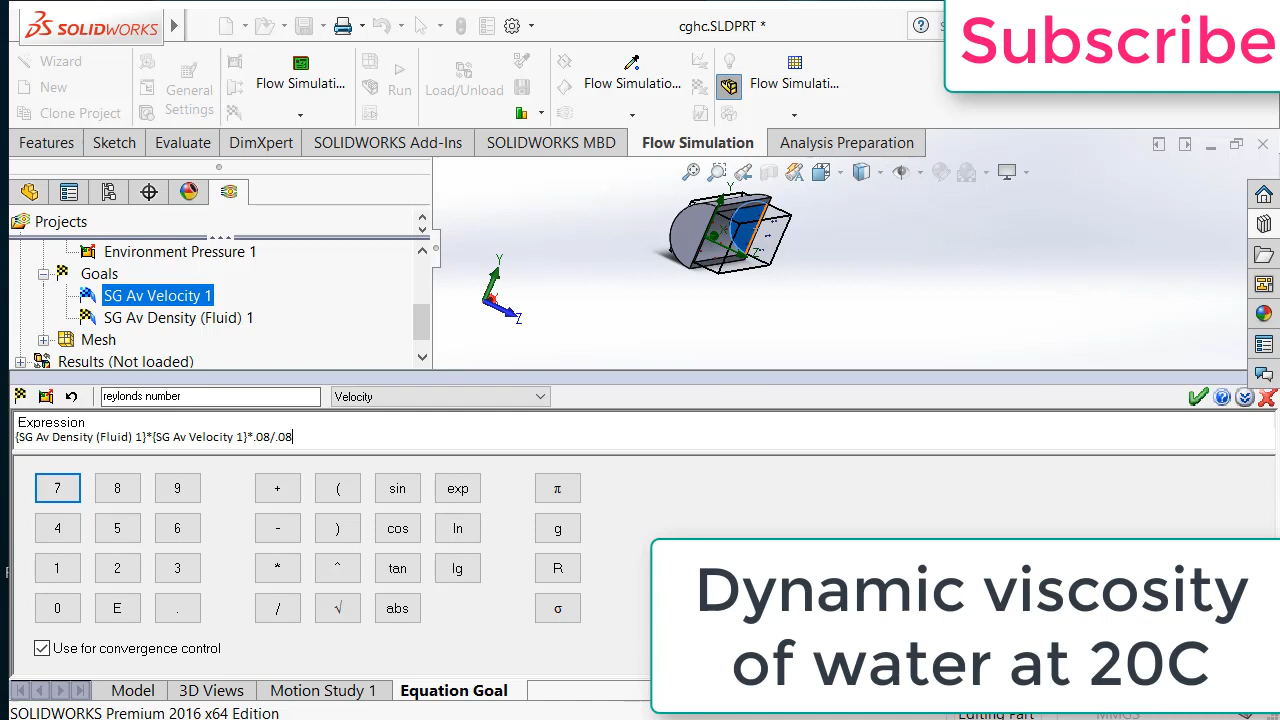 SOLIDWORKS
cghc.SLDPRT *
?
Subscribe
Wizard
New
Clone Project
General
Settings
Flow Simulati...
Run
Load/Unload
Flow Simulatio...
Flow Simulati...
Features
Sketch
Evaluate
DimXpert
SOLIDWORKS Add-Ins
SOLIDWORKS MBD
Flow Simulation
Analysis Preparation
Projects
Environment Pressure 1
Goals
SG Av Velocity 1
SG Av Density (Fluid) 1
Mesh
Results (Not loaded)
Y
Z
Y
X
Z
reylonds number
Velocity
Expression
{SG Av Density (Fluid) 1}*{SG Av Velocity 1}*.08/.08
7 8 9 + ( sin exp π
4 5 6 - ) cos ln g
1 2 3 * ^ tan lg R
0 E . / √ abs σ
Use for convergence control
Dynamic viscosity
of water at 20C
Model
3D Views
Motion Study 1
Equation Goal
SOLIDWORKS Premium 2016 x64 Edition
Editing Part
MMGS